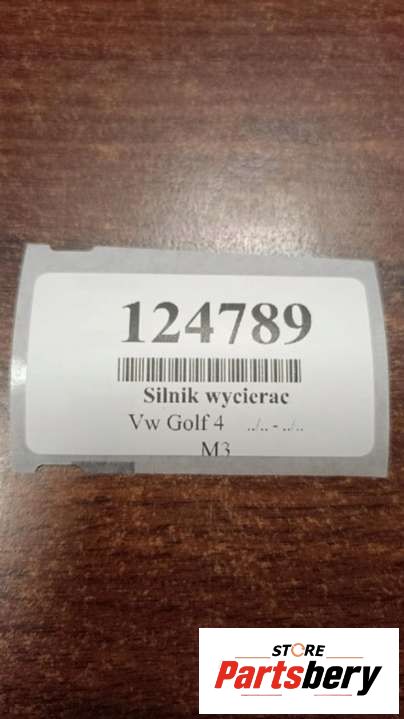 124789
Silnik wycierac
Vw Golf 4 ../.. - ../..
M3
STORE
Partsbery